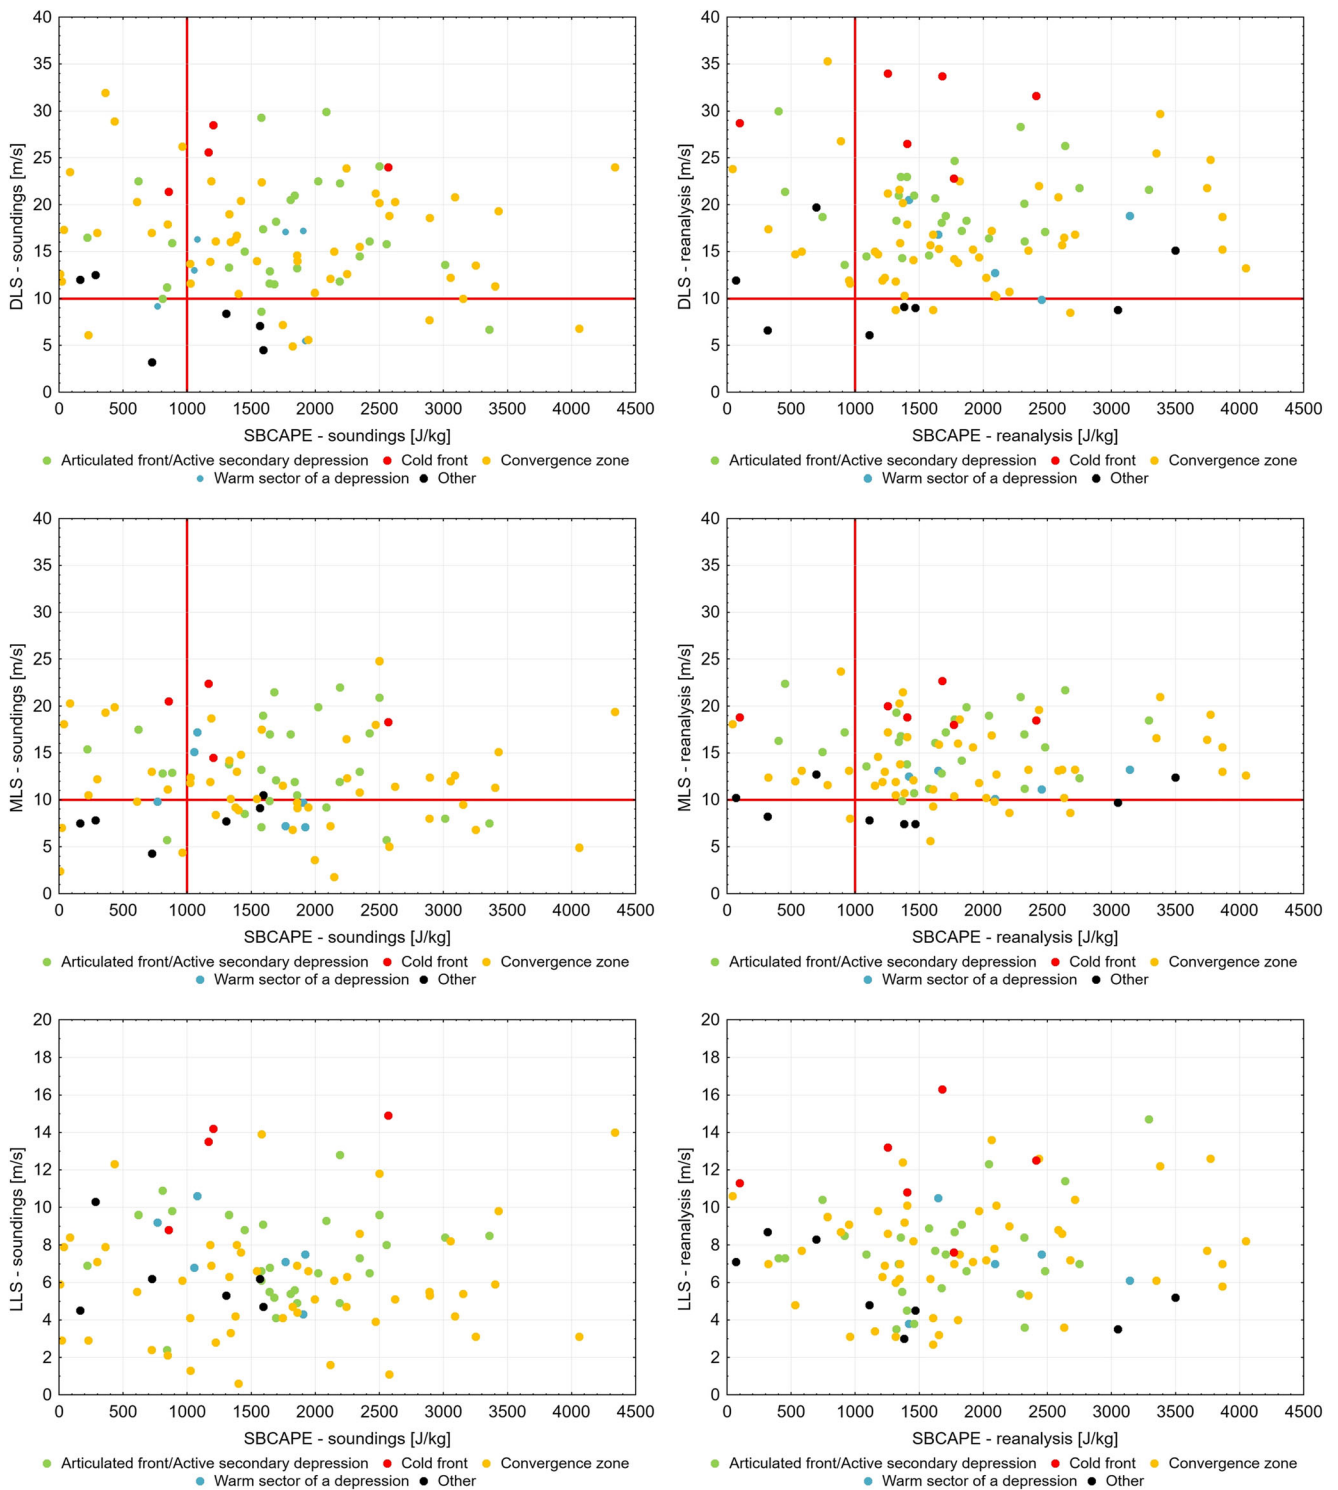 40
35
30
25
20
15
10
5
0
DLS - soundings [m/s]
0 500 1000 1500 2000 2500 3000 3500 4000 4500
SBCAPE - soundings [J/kg]
Articulated front/Active secondary depression Cold front Convergence zone
Warm sector of a depression Other
40
35
30
25
20
15
10
5
0
DLS - reanalysis [m/s]
0 500 1000 1500 2000 2500 3000 3500 4000 4500
SBCAPE - reanalysis [J/kg]
Articulated front/Active secondary depression Cold front Convergence zone
Warm sector of a depression Other
40
35
30
25
20
15
10
5
0
MLS - soundings [m/s]
0 500 1000 1500 2000 2500 3000 3500 4000 4500
SBCAPE - soundings [J/kg]
Articulated front/Active secondary depression Cold front Convergence zone
Warm sector of a depression Other
40
35
30
25
20
15
10
5
0
MLS - reanalysis [m/s]
0 500 1000 1500 2000 2500 3000 3500 4000 4500
SBCAPE - reanalysis [J/kg]
Articulated front/Active secondary depression Cold front Convergence zone
Warm sector of a depression Other
20
18
16
14
12
10
8
6
4
2
0
LLS - soundings [m/s]
0 500 1000 1500 2000 2500 3000 3500 4000 4500
SBCAPE - soundings [J/kg]
Articulated front/Active secondary depression Cold front Convergence zone
Warm sector of a depression Other
20
18
16
14
12
10
8
6
4
2
0
LLS - reanalysis [m/s]
0 500 1000 1500 2000 2500 3000 3500 4000 4500
SBCAPE - reanalysis [J/kg]
Articulated front/Active secondary depression Cold front Convergence zone
Warm sector of a depression Other